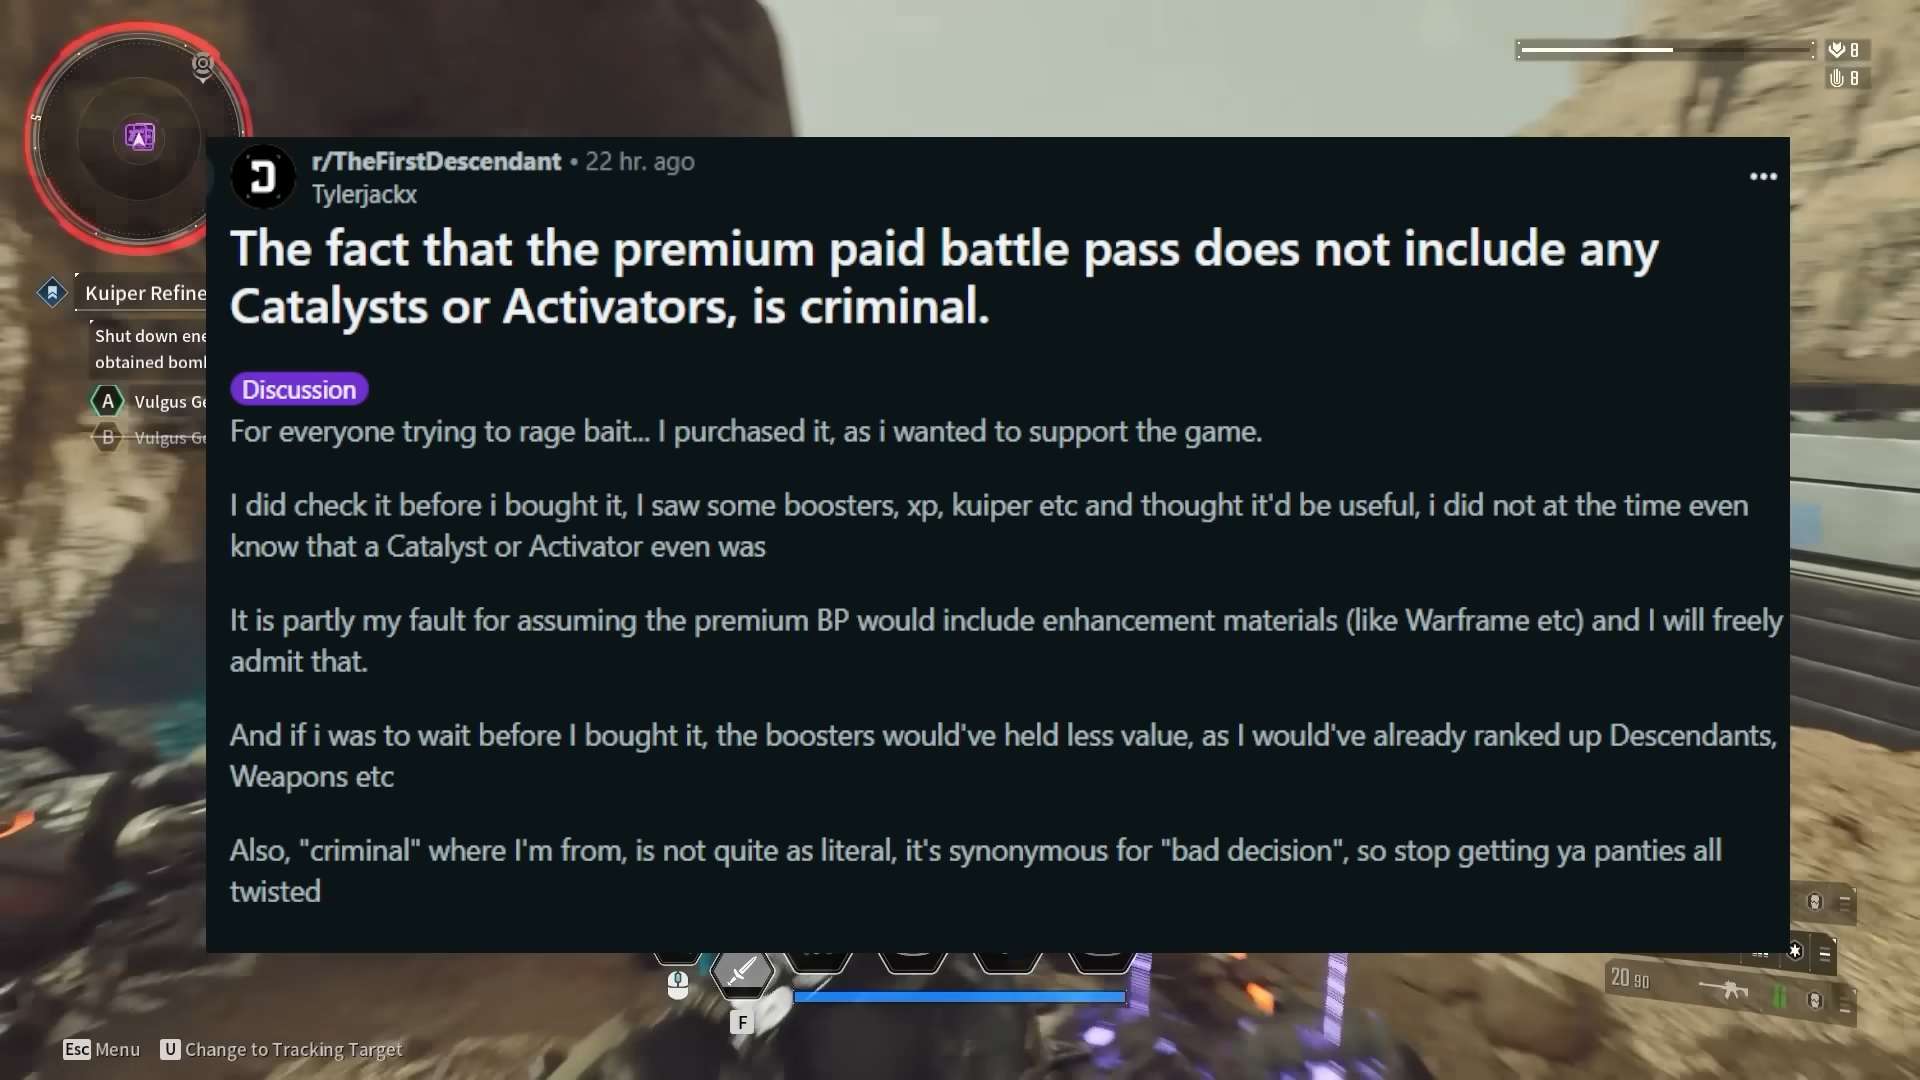 8
8
S
r/TheFirstDescendant • 22 hr. ago
Tylerjackx
The fact that the premium paid battle pass does not include any
Catalysts or Activators, is criminal.
Kuiper Refine
Shut down ene
obtained bomb
A Vulgus Ge
B Vulgus Ge
Discussion
For everyone trying to rage bait... I purchased it, as i wanted to support the game.
I did check it before i bought it, I saw some boosters, xp, kuiper etc and thought it'd be useful, i did not at the time even
know that a Catalyst or Activator even was
It is partly my fault for assuming the premium BP would include enhancement materials (like Warframe etc) and I will freely
admit that.
And if i was to wait before I bought it, the boosters would've held less value, as I would've already ranked up Descendants,
Weapons etc
Also, "criminal" where I'm from, is not quite as literal, it's synonymous for "bad decision", so stop getting ya panties all
twisted
20 90
F
Esc Menu U Change to Tracking Target